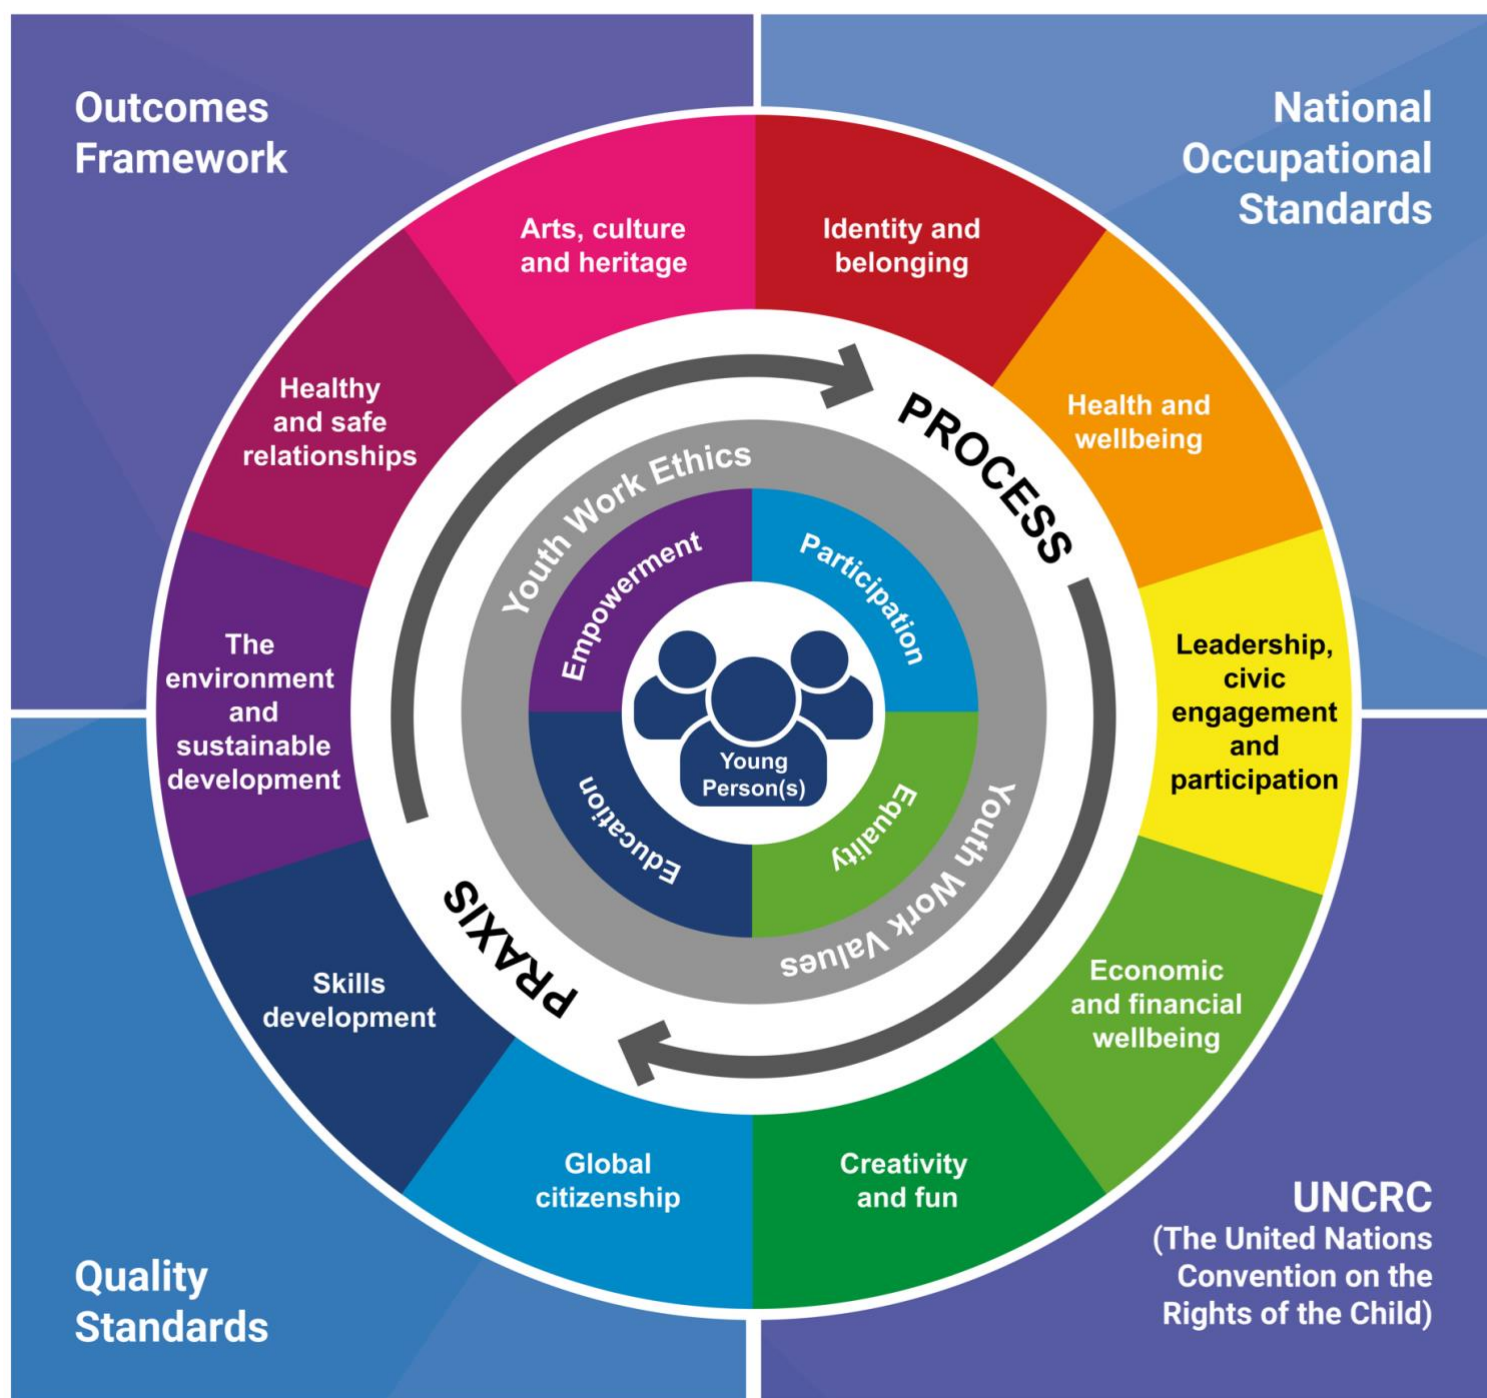 Outcomes
Framework
National
Occupational
Standards
Arts, culture
and heritage
Identity and
belonging
Health and
wellbeing
Leadership,
civic
engagement
and
participation
Economic
and financial
wellbeing
Creativity
and fun
Global
citizenship
Skills
development
The
environment
and
sustainable
development
Healthy
and safe
relationships
PROCESS
PRAXIS
Youth Work Ethics
Youth Work Values
Empowerment
Participation
Equality
Education
Young
Person(s)
Quality
Standards
UNCRC
(The United Nations
Convention on the
Rights of the Child)